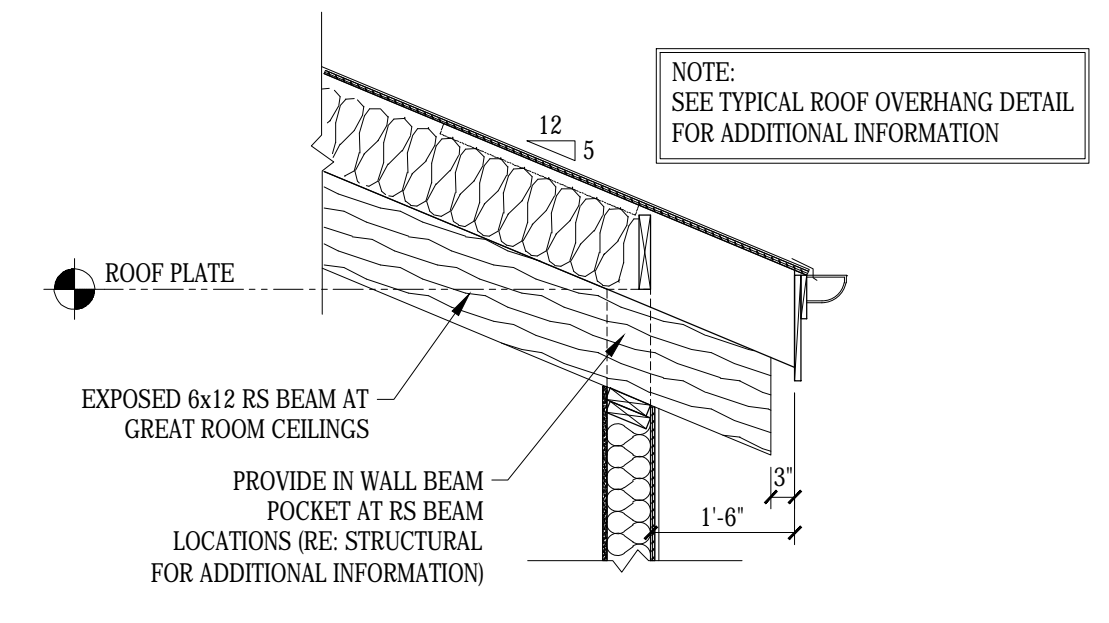 NOTE:
SEE TYPICAL ROOF OVERHANG DETAIL
FOR ADDITIONAL INFORMATION
12
5
ROOF PLATE
EXPOSED 6x12 RS BEAM AT
GREAT ROOM CEILINGS
PROVIDE IN WALL BEAM
POCKET AT RS BEAM
LOCATIONS (RE: STRUCTURAL
FOR ADDITIONAL INFORMATION)
3"
1'-6"